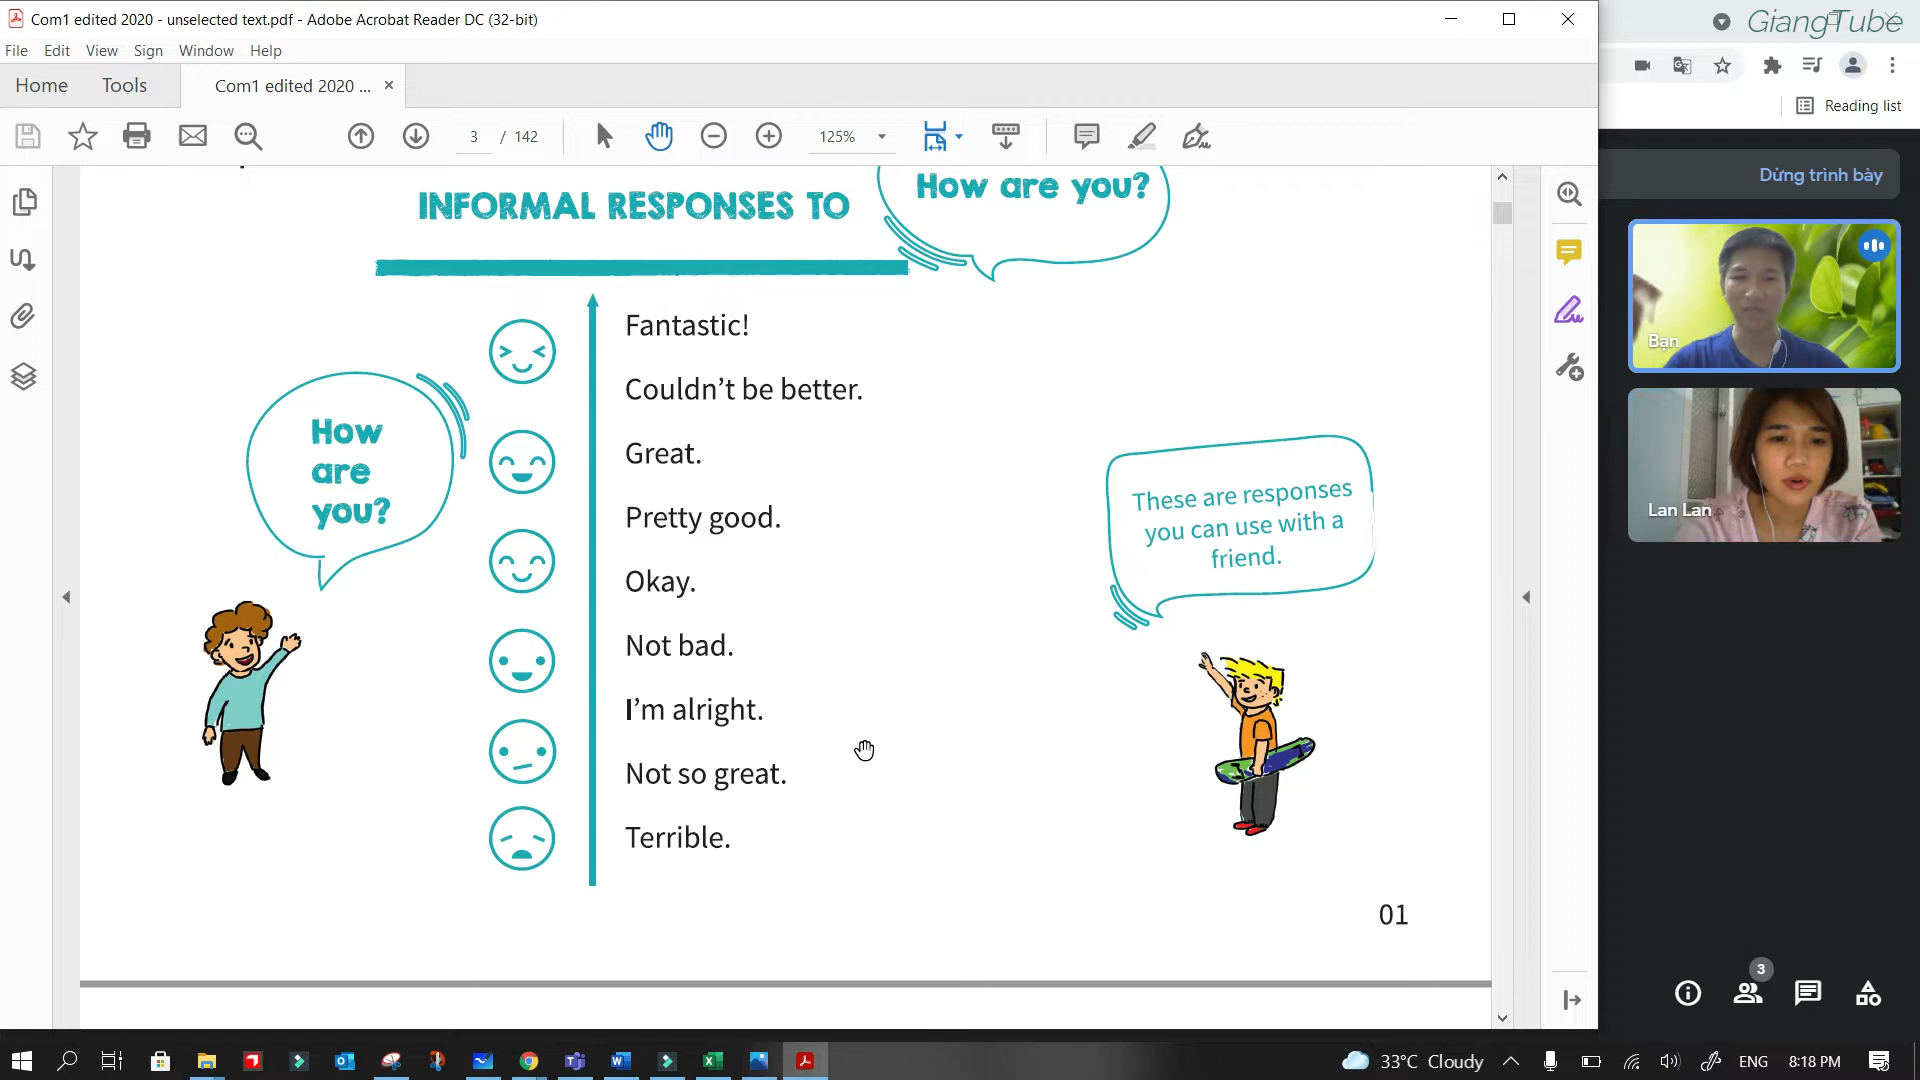 Com1 edited 2020 - unselected text.pdf - Adobe Acrobat Reader DC (32-bit)
GiangTube
File Edit View Sign Window Help
Home Tools Com1 edited 2020 ...
Reading list
3 / 142
125%
Dừng trình bày
INFORMAL RESPONSES TO
How are you?
Fantastic!
Couldn't be better.
Great.
Pretty good.
Okay.
Not bad.
I'm alright.
Not so great.
Terrible.
How
are
you?
These are responses
you can use with a
friend.
01
Bạn
Lan Lan
3
33°C Cloudy
ENG
8:18 PM